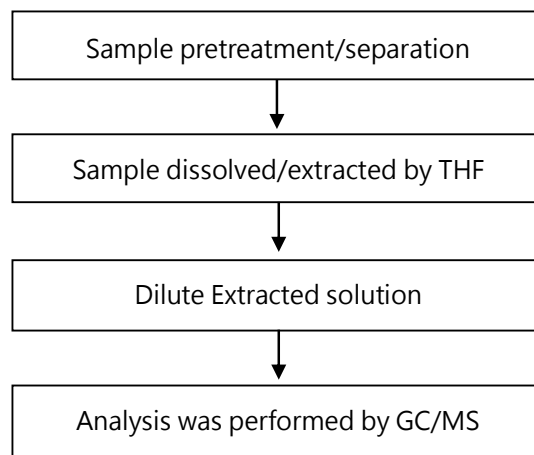 Sample pretreatment/separation
Sample dissolved/extracted by THF
Dilute Extracted solution
Analysis was performed by GC/MS